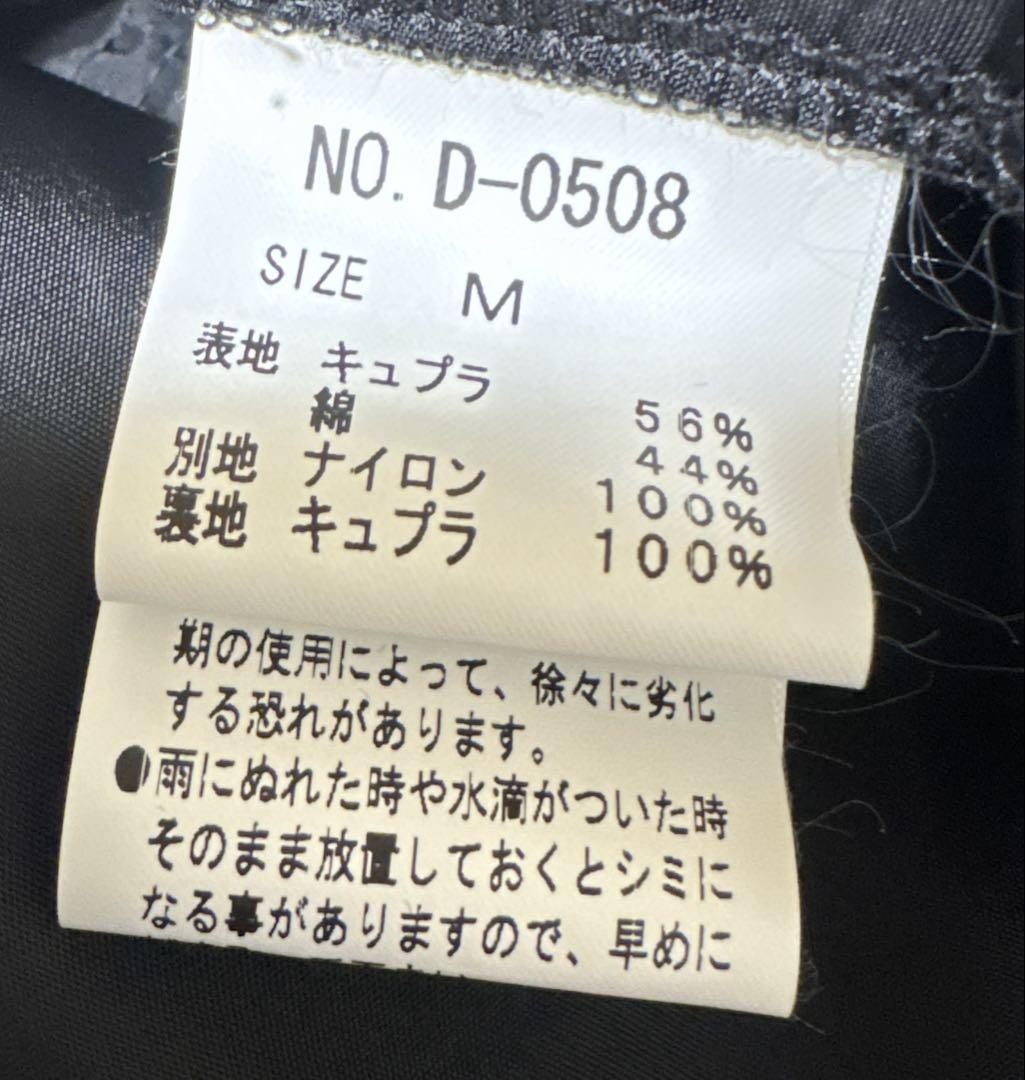 NO. D-0508
SIZE M
表地 キュプラ 56%
綿 44%
別地 ナイロン 100%
裏地 キュプラ 100%
期の使用によって、徐々に劣化
する恐れがあります。
●雨にぬれた時や水滴がついた時
そのまま放置しておくとシミに
なる事がありますので、早めに